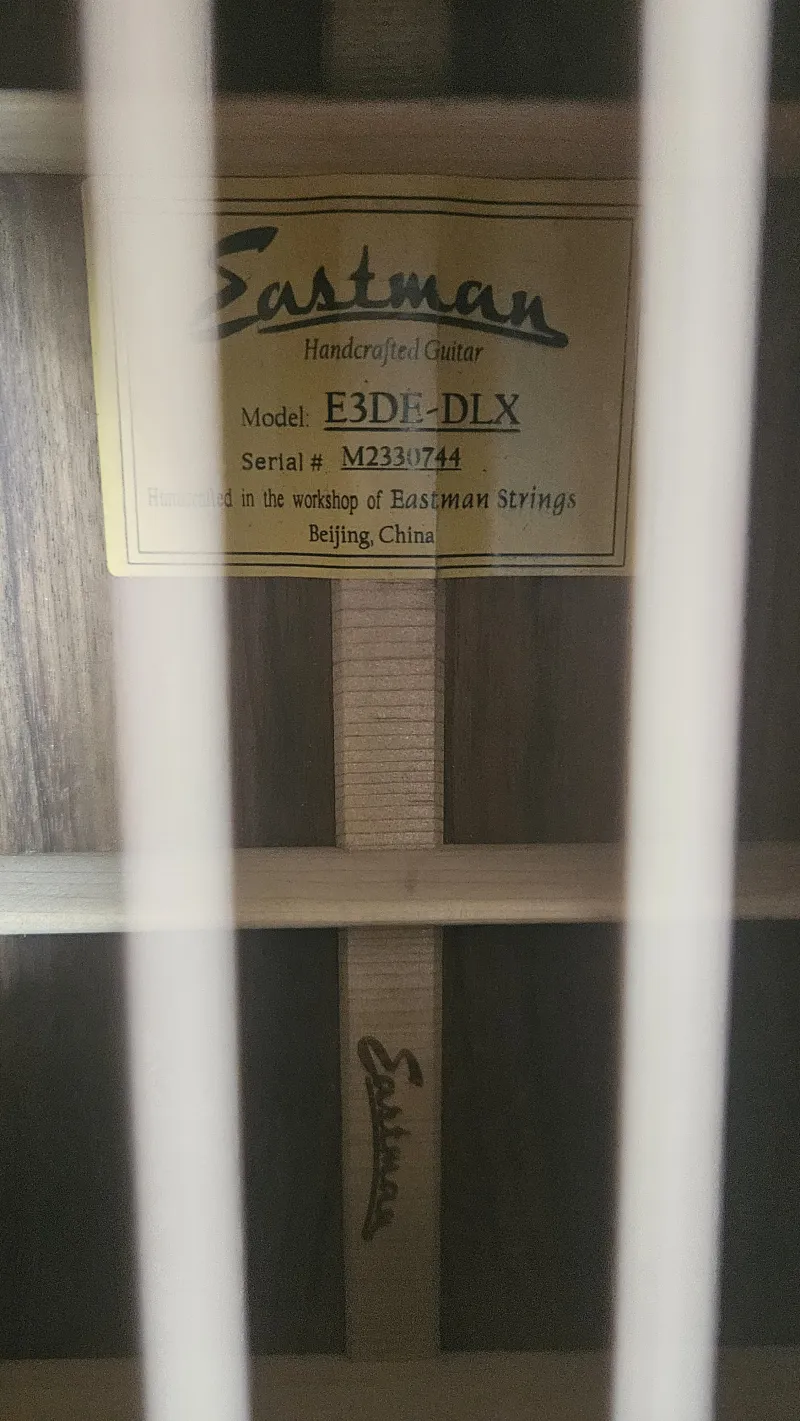 Eastman
Handcrafted Guitar
Model: E3DE-DLX
Serial # M2330744
in the workshop of Eastman Strings
Beijing, China
Eastman